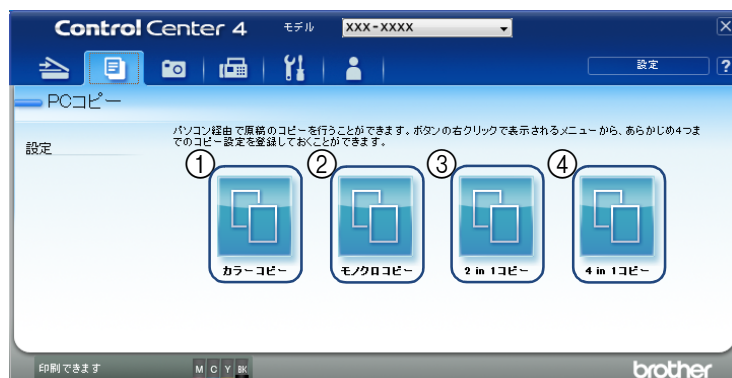 Control Center 4 モデル XXX-XXXX
設定 ?
PCコピー
パソコン経由で原稿のコピーを行うことができます。ボタンの右クリックで表示されるメニューから、あらかじめ4つま
でのコピー設定を登録しておくことができます。
設定
① ② ③ ④
カラーコピー モノクロコピー 2 in 1コピー 4 in 1コピー
印刷できます M C Y BK brother